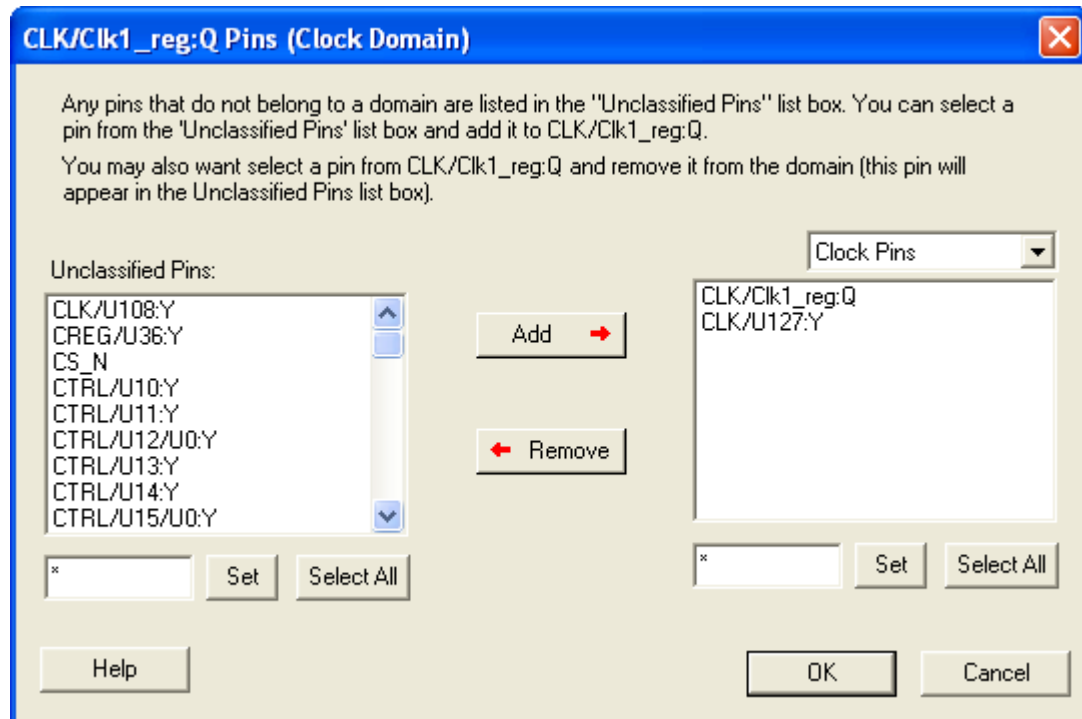 CLK/Clk1_reg:Q Pins (Clock Domain)
Any pins that do not belong to a domain are listed in the "Unclassified Pins" list box. You can select a
pin from the 'Unclassified Pins' list box and add it to CLK/Clk1_reg:Q.
You may also want select a pin from CLK/Clk1_reg:Q and remove it from the domain (this pin will
appear in the Unclassified Pins list box).
Clock Pins
Unclassified Pins:
CLK/U108:Y
CREG/U36:Y
CS_N
CTRL/U10:Y
CTRL/U11:Y
CTRL/U12/U0:Y
CTRL/U13:Y
CTRL/U14:Y
CTRL/U15/U0:Y
Add
Remove
CLK/Clk1_reg:Q
CLK/U127:Y
* Set Select All
* Set Select All
Help OK Cancel